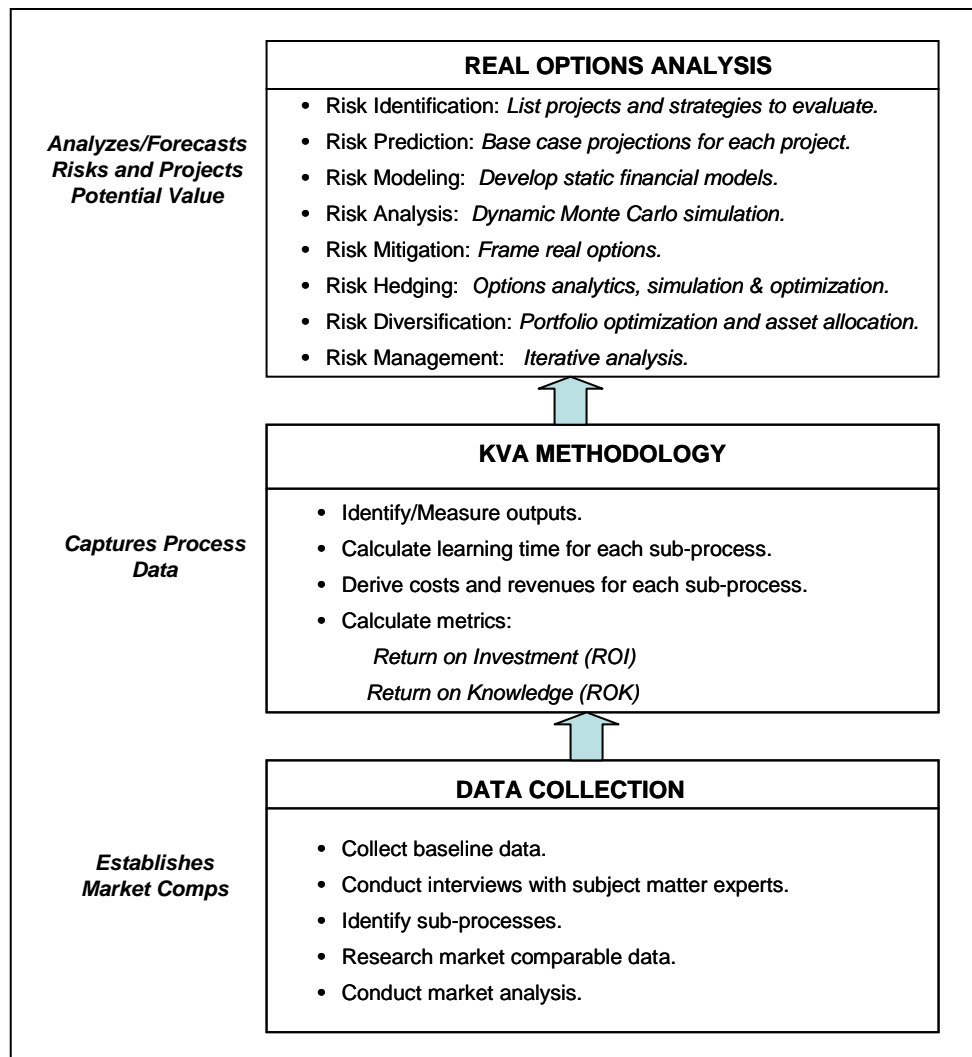 REAL OPTIONS ANALYSIS
Analyzes/Forecasts
Risks and Projects
Potential Value
• Risk Identification: List projects and strategies to evaluate.
• Risk Prediction: Base case projections for each project.
• Risk Modeling: Develop static financial models.
• Risk Analysis: Dynamic Monte Carlo simulation.
• Risk Mitigation: Frame real options.
• Risk Hedging: Options analytics, simulation & optimization.
• Risk Diversification: Portfolio optimization and asset allocation.
• Risk Management: Iterative analysis.
KVA METHODOLOGY
Captures Process
Data
• Identify/Measure outputs.
• Calculate learning time for each sub-process.
• Derive costs and revenues for each sub-process.
• Calculate metrics:
Return on Investment (ROI)
Return on Knowledge (ROK)
DATA COLLECTION
Establishes
Market Comps
• Collect baseline data.
• Conduct interviews with subject matter experts.
• Identify sub-processes.
• Research market comparable data.
• Conduct market analysis.